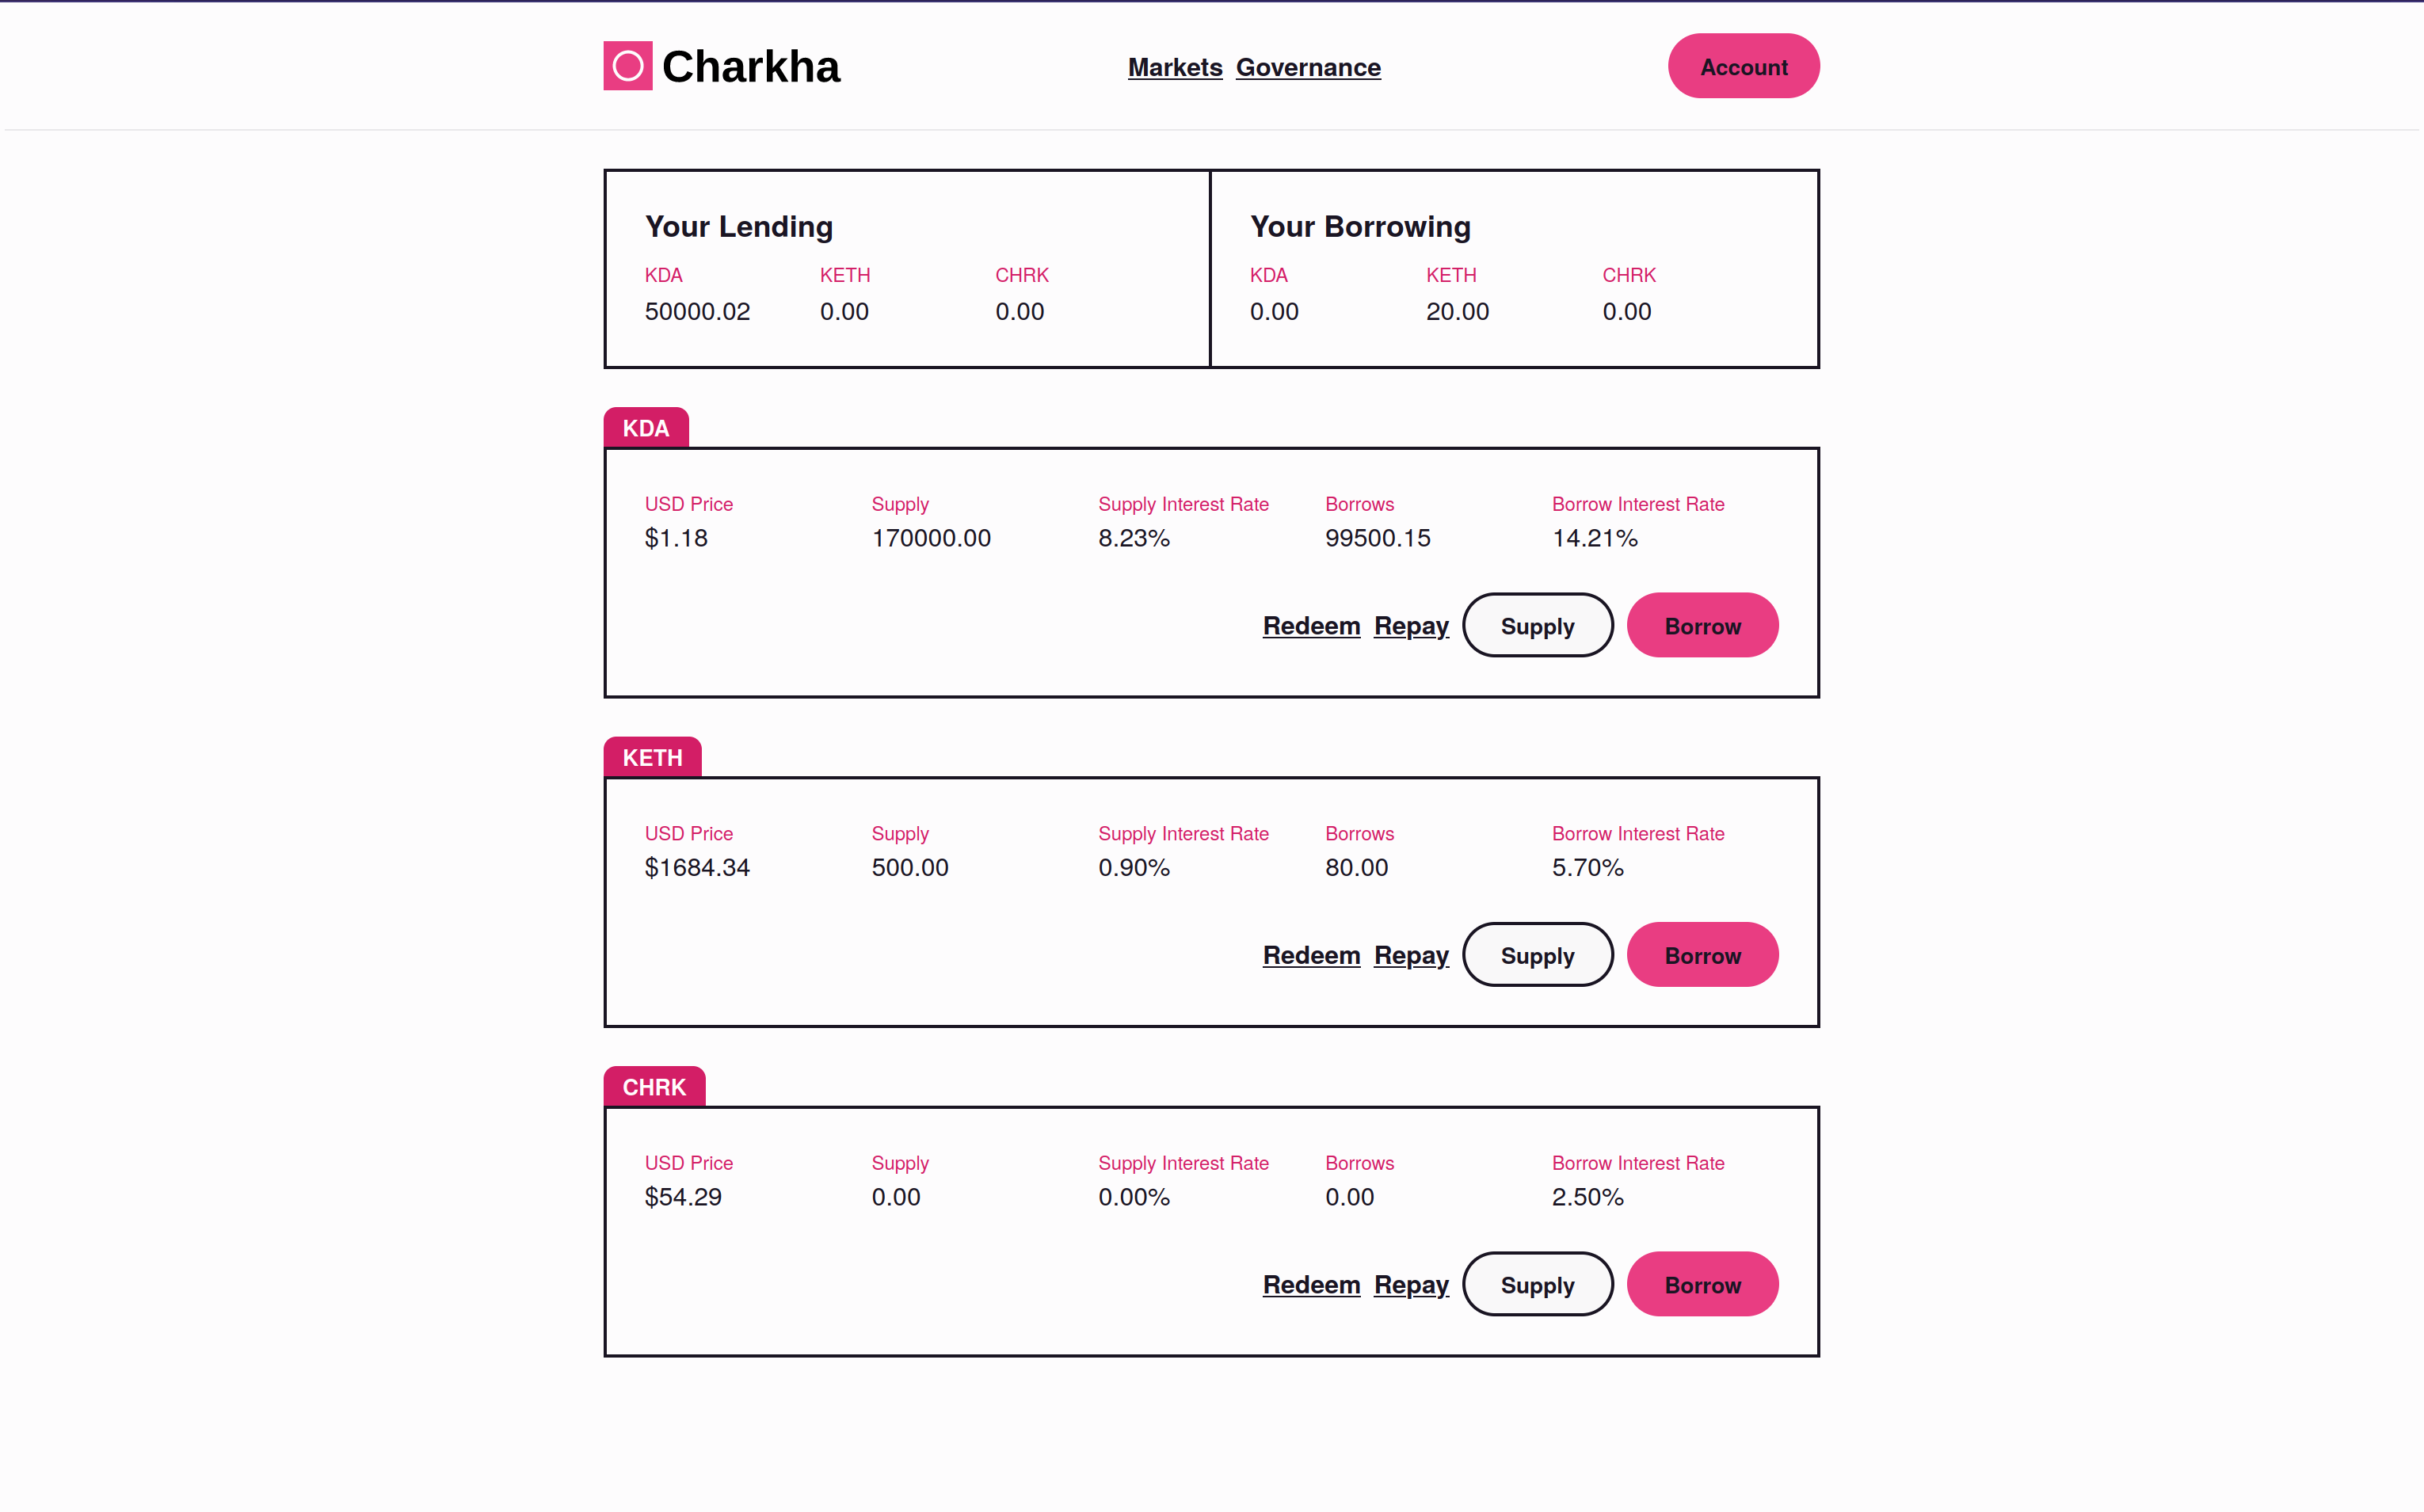 Charkha Markets Governance Account
Your Lending
KDA KETH CHRK
50000.02 0.00 0.00
Your Borrowing
KDA KETH CHRK
0.00 20.00 0.00
KDA
USD Price Supply Supply Interest Rate Borrows Borrow Interest Rate
$1.18 170000.00 8.23% 99500.15 14.21%
Redeem Repay Supply Borrow
KETH
USD Price Supply Supply Interest Rate Borrows Borrow Interest Rate
$1684.34 500.00 0.90% 80.00 5.70%
Redeem Repay Supply Borrow
CHRK
USD Price Supply Supply Interest Rate Borrows Borrow Interest Rate
$54.29 0.00 0.00% 0.00 2.50%
Redeem Repay Supply Borrow